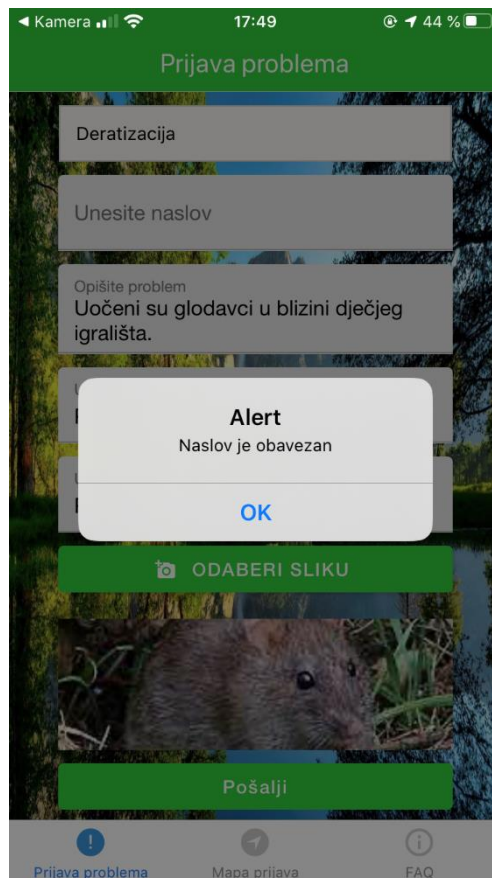 Kamera
17:49
44 %
Prijava problema
Deratizacija
Unesite naslov
Opišite problem
Uočeni su glodavci u blizini dječjeg
igrališta.
Alert
Naslov je obavezan
OK
ODABERI SLIKU
Pošalji
Prijava problema
Mapa prijava
FAQ